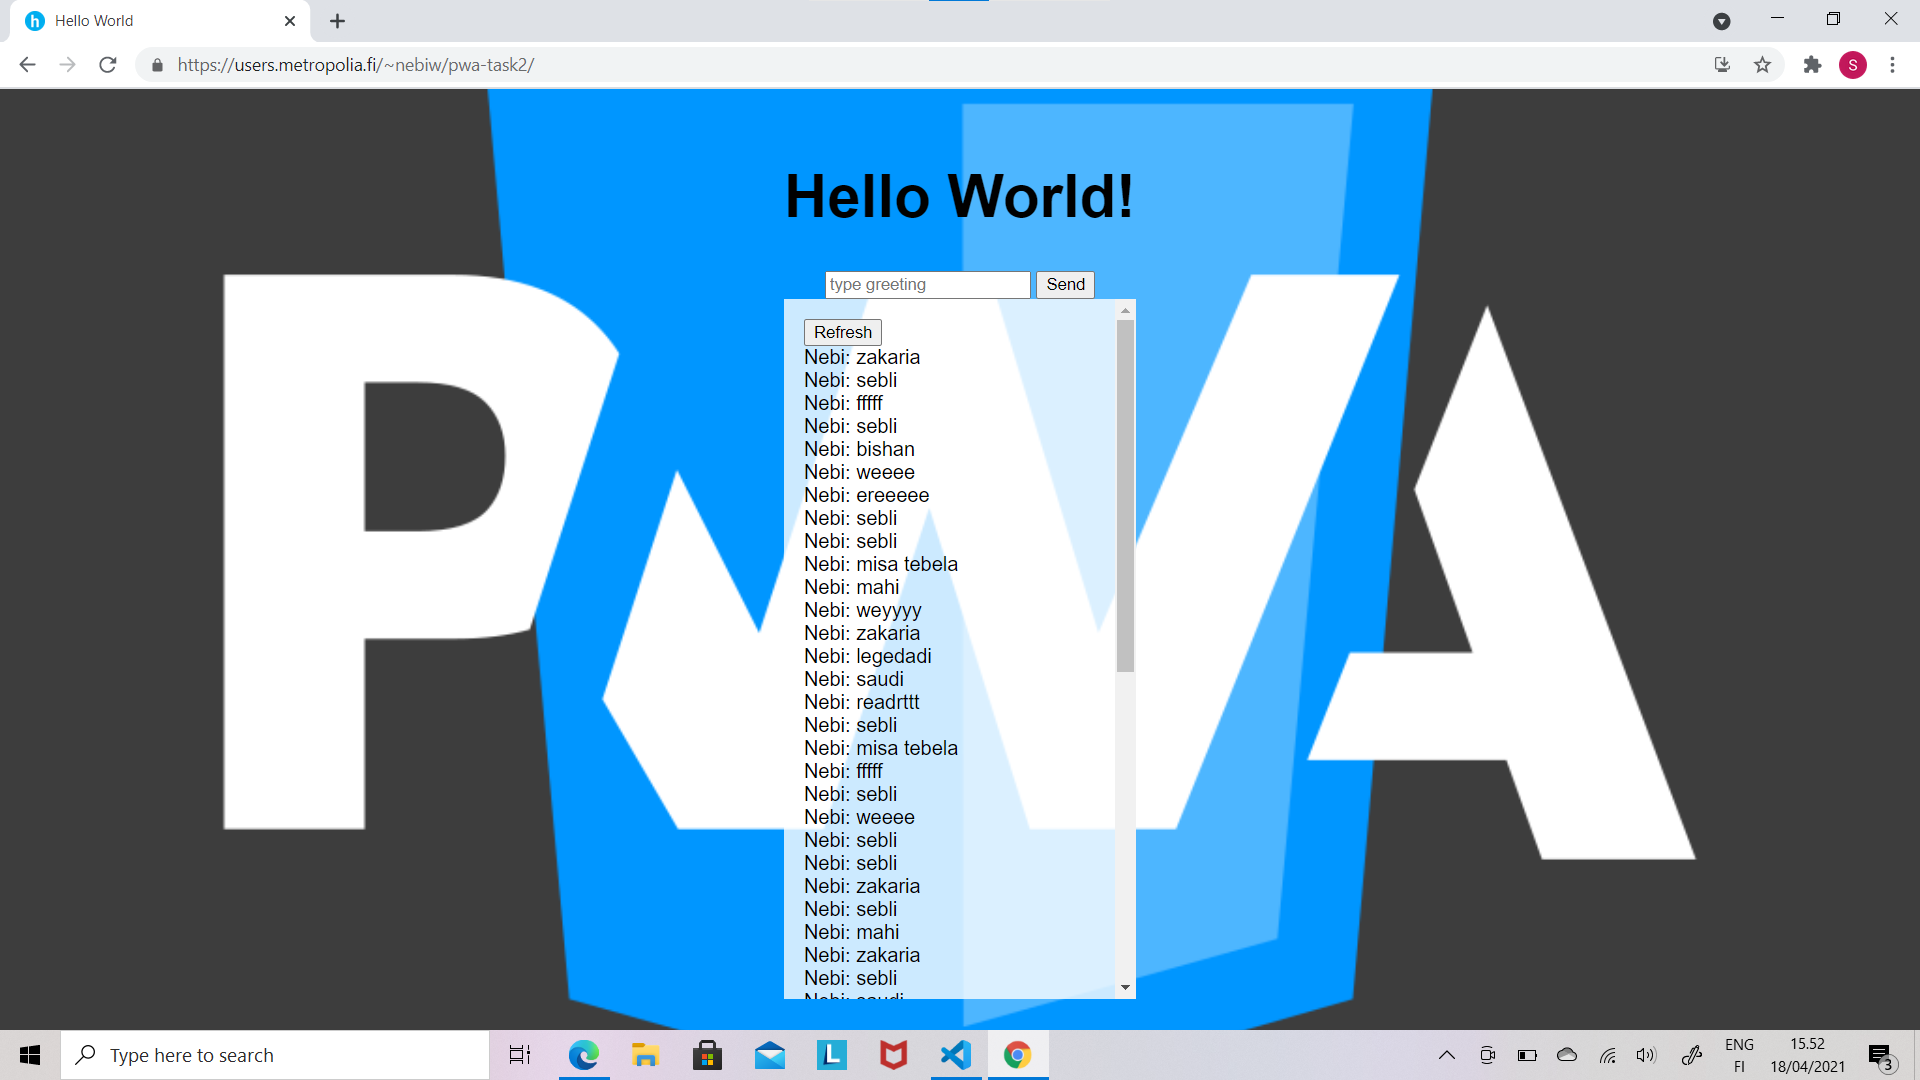 Hello World
https://users.metropolia.fi/~nebiw/pwa-task2/
S
PWA
Hello World!
type greeting Send
Refresh
Nebi: zakaria
Nebi: sebli
Nebi: fffff
Nebi: sebli
Nebi: bishan
Nebi: weeee
Nebi: ereeeee
Nebi: sebli
Nebi: sebli
Nebi: misa tebela
Nebi: mahi
Nebi: weyyyy
Nebi: zakaria
Nebi: legedadi
Nebi: saudi
Nebi: readrttt
Nebi: sebli
Nebi: misa tebela
Nebi: fffff
Nebi: sebli
Nebi: weeee
Nebi: sebli
Nebi: sebli
Nebi: zakaria
Nebi: sebli
Nebi: mahi
Nebi: zakaria
Nebi: sebli
Nebi: saudi
Type here to search
L
ENG
FI
15.52
18/04/2021
3